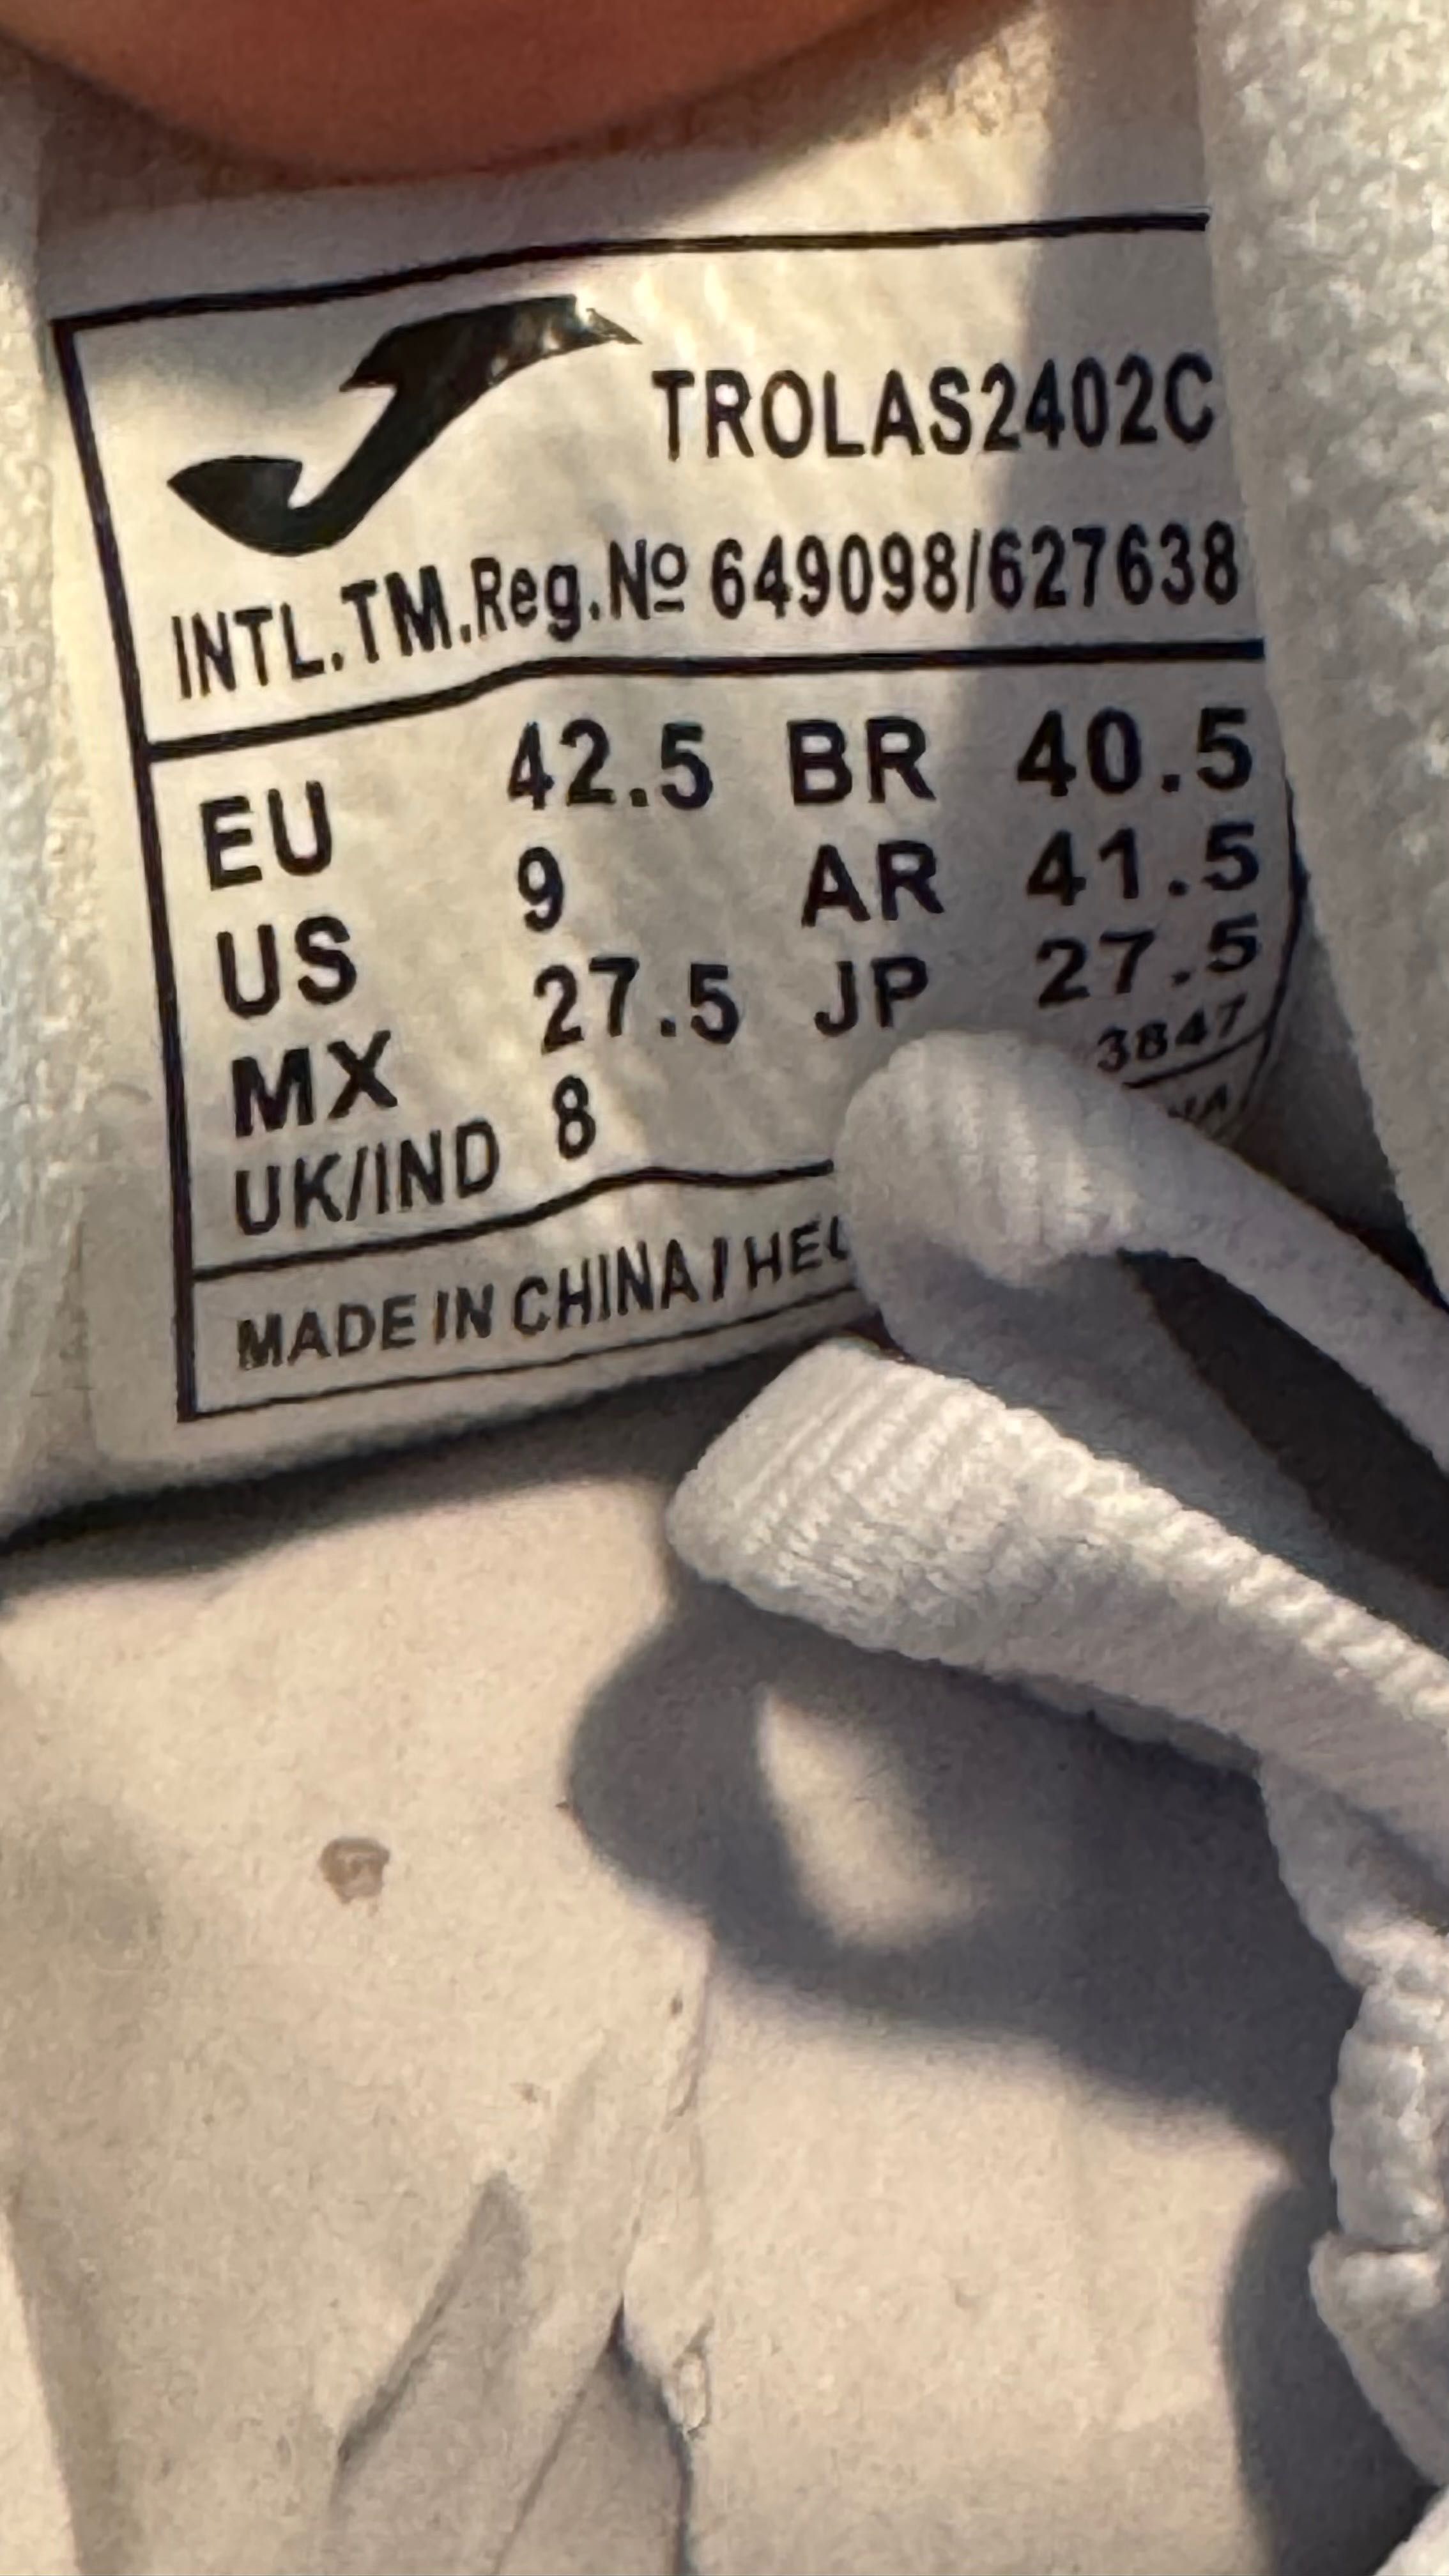 TROLAS2402C
INTL.TM.Reg.Nº 649098/627638
EU 42.5 BR 40.5
US 9 AR 41.5
MX 27.5 JP 27.5
UK/IND 8
3847
MADE IN CHINA /